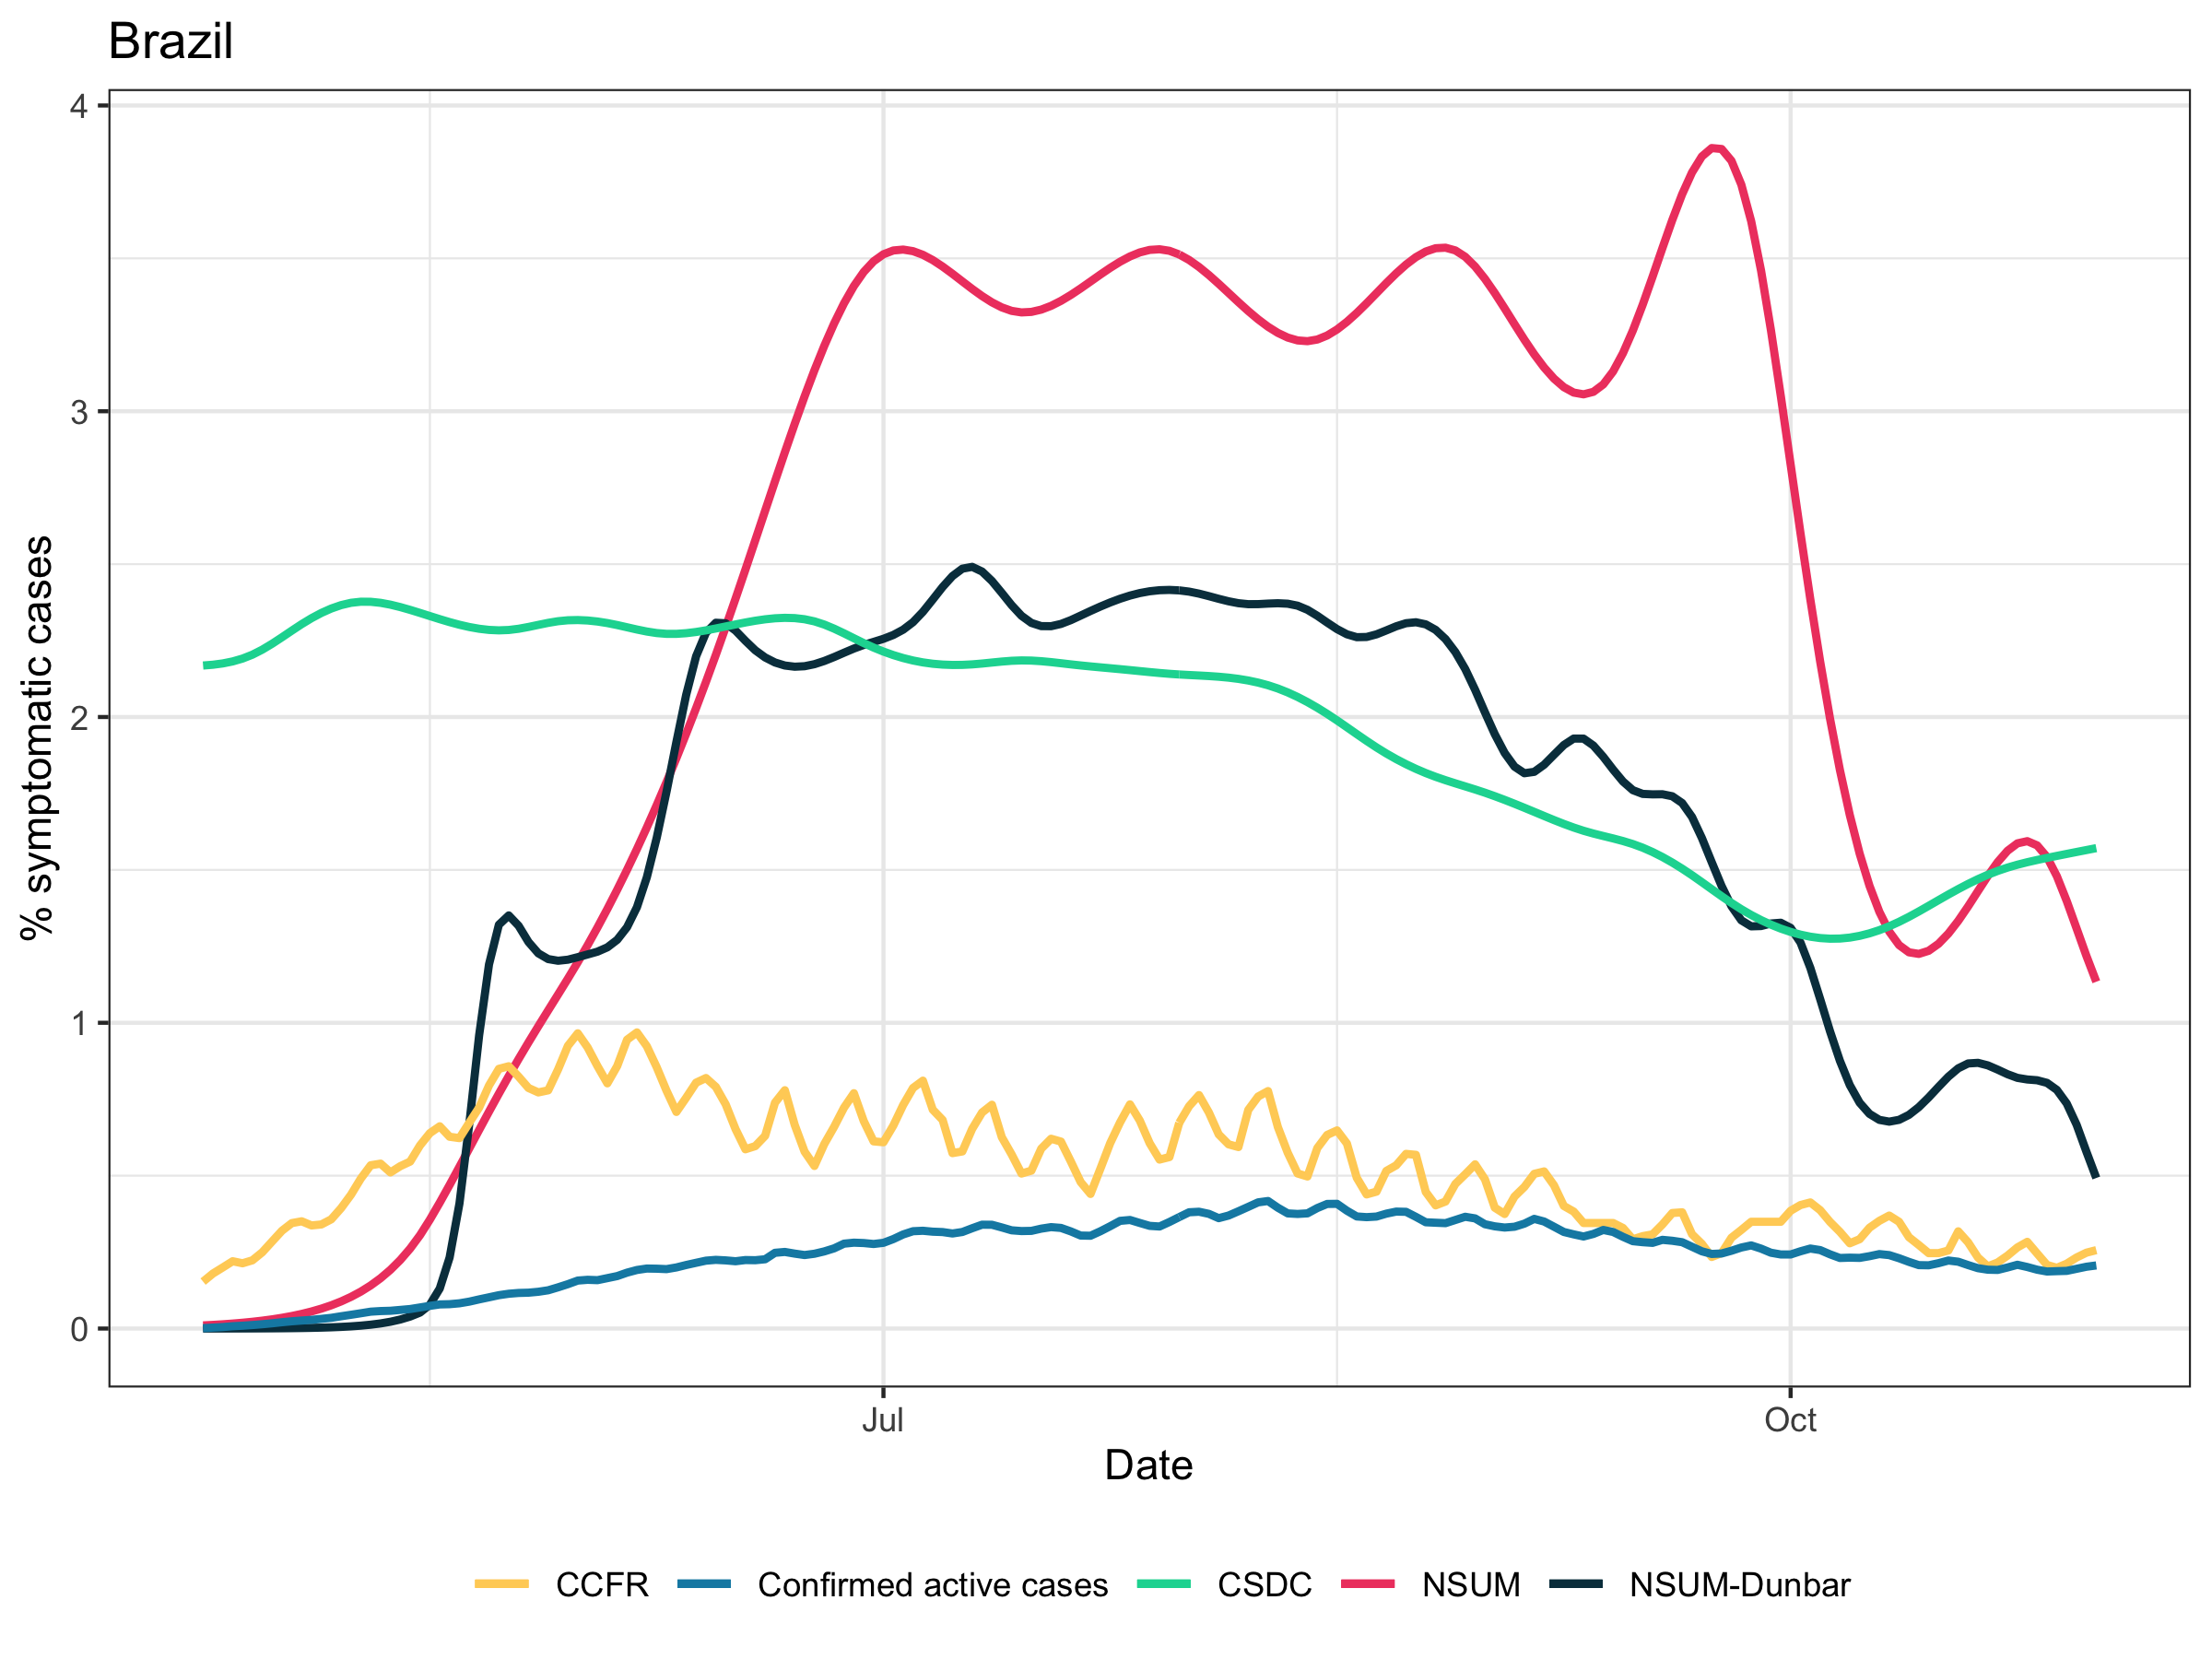 Brazil
% symptomatic cases
4
3
2
1
0
Jul Oct
Date
CCFR Confirmed active cases CSDC NSUM NSUM-Dunbar